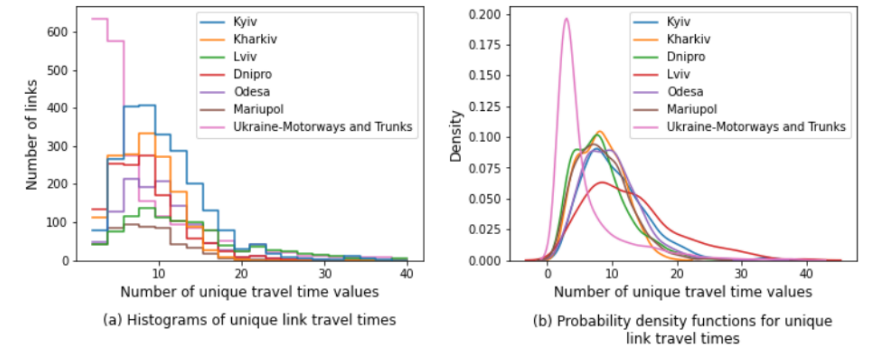 600
500
400
300
200
100
0
Number of links
Kyiv
Kharkiv
Lviv
Dnipro
Odesa
Mariupol
Ukraine-Motorways and Trunks
10
20
30
40
Number of unique travel time values
(a) Histograms of unique link travel times
0.200
0.175
0.150
0.125
0.100
0.075
0.050
0.025
0.000
Density
Kyiv
Kharkiv
Dnipro
Lviv
Odesa
Mariupol
Ukraine-Motorways and Trunks
0
10
20
30
40
Number of unique travel time values
(b) Probability density functions for unique
link travel times